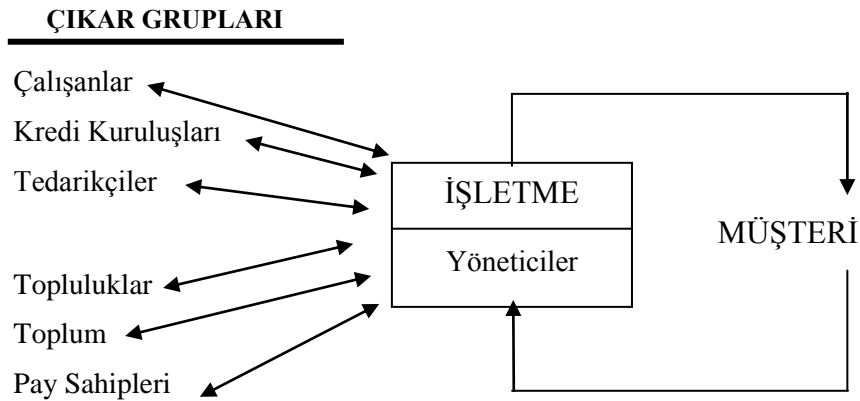 ÇIKAR GRUPLARI
Çalışanlar
Kredi Kuruluşları
Tedarikçiler
Topluluklar
Toplum
Pay Sahipleri
İŞLETME
Yöneticiler
MÜŞTERİ